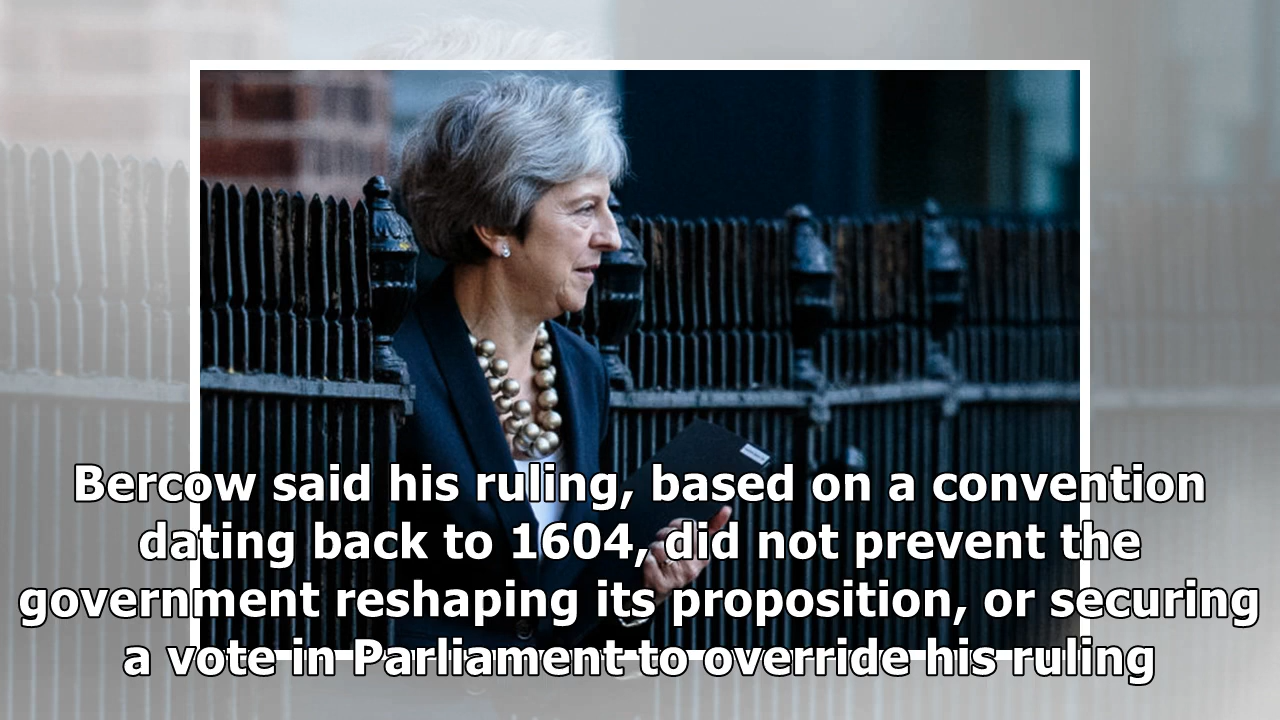 Bercow said his ruling, based on a convention
dating back to 1604, did not prevent the
government reshaping its proposition, or securing
a vote in Parliament to override his ruling